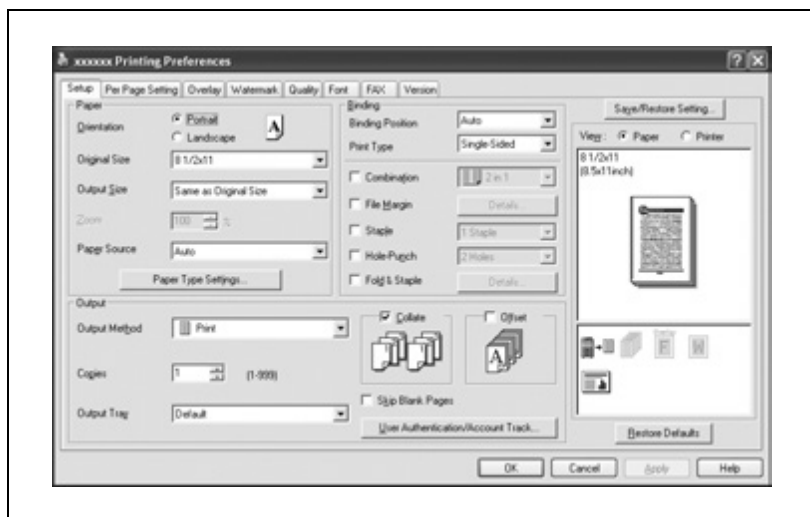 xxxxxx Printing Preferences
Setup Per Page Setting Overlay Watermark Quality Font FAX Version
Paper
Orientation
Portrait
Landscape
A
Original Size
8 1/2x11
Output Size
Same as Original Size
Zoom
100 %
Paper Source
Auto
Paper Type Settings...
Binding
Binding Position
Auto
Print Type
Single-Sided
Combination
2 in 1
File Margin
Details...
Staple
1 Staple
Hole-Punch
2 Holes
Fold & Staple
Details...
Output
Output Method
Print
Copies
1
(1-999)
Output Tray
Default
Collate
Offset
A
Skip Blank Pages
User Authentication/Account Track...
Save/Restore Setting...
View: Paper Printer
8 1/2x11
(8.5x11inch)
F
W
Restore Defaults
OK
Cancel
Apply
Help